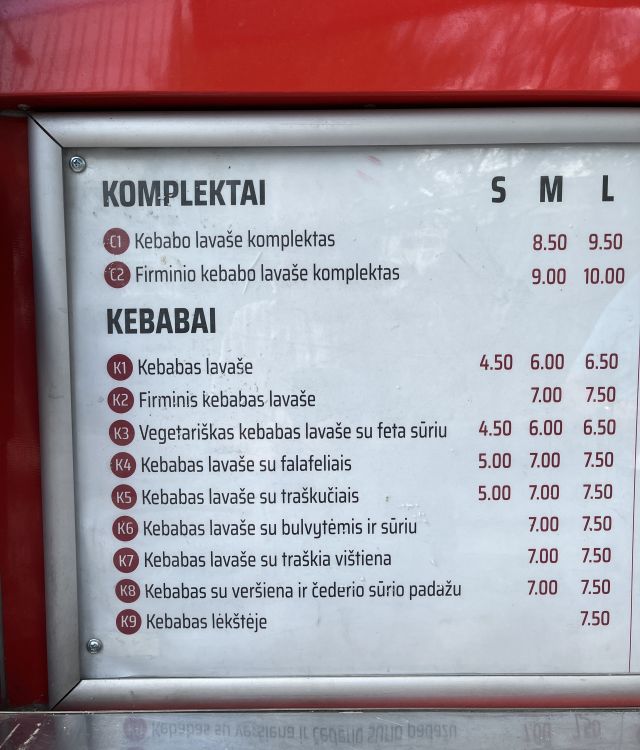 KOMPLEKTAI S M L
C1 Kebabo lavaše komplektas 8.50 9.50
C2 Firminio kebabo lavaše komplektas 9.00 10.00
KEBABAI
K1 Kebabas lavaše 4.50 6.00 6.50
K2 Firminis kebabas lavaše 7.00 7.50
K3 Vegetariškas kebabas lavaše su feta sūriu 4.50 6.00 6.50
K4 Kebabas lavaše su falafeliais 5.00 7.00 7.50
K5 Kebabas lavaše su traškučiais 5.00 7.00 7.50
K6 Kebabas lavaše su bulvytėmis ir sūriu 7.00 7.50
K7 Kebabas lavaše su traškia vištiena 7.00 7.50
K8 Kebabas su veršiena ir čederio sūrio padažu 7.00 7.50
K9 Kebabas lėkštėje 7.50